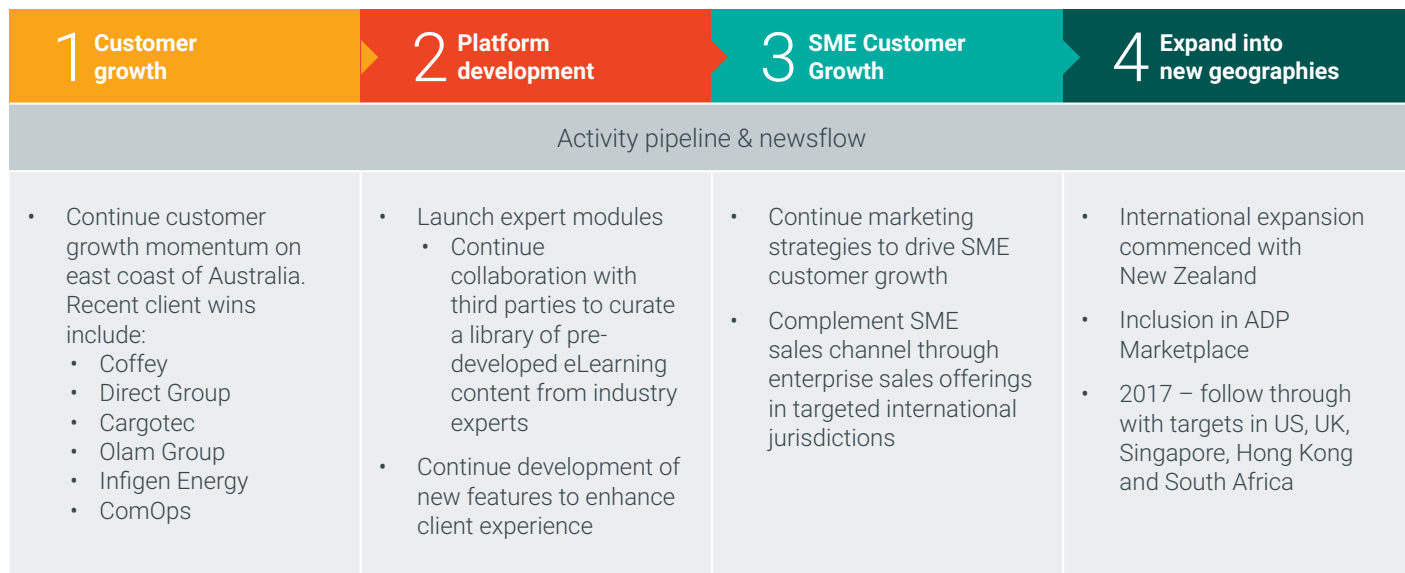 1 Customer
growth
2 Platform
development
3 SME Customer
Growth
4 Expand into
new geographies
Activity pipeline & newsflow
• Continue customer
growth momentum on
east coast of Australia.
Recent client wins
include:
• Coffey
• Direct Group
• Cargotec
• Olam Group
• Infigen Energy
• ComOps
• Launch expert modules
• Continue
collaboration with
third parties to curate
a library of pre-
developed eLearning
content from industry
experts
• Continue development of
new features to enhance
client experience
• Continue marketing
strategies to drive SME
customer growth
• Complement SME
sales channel through
enterprise sales offerings
in targeted international
jurisdictions
• International expansion
commenced with
New Zealand
• Inclusion in ADP
Marketplace
• 2017 – follow through
with targets in US, UK,
Singapore, Hong Kong
and South Africa